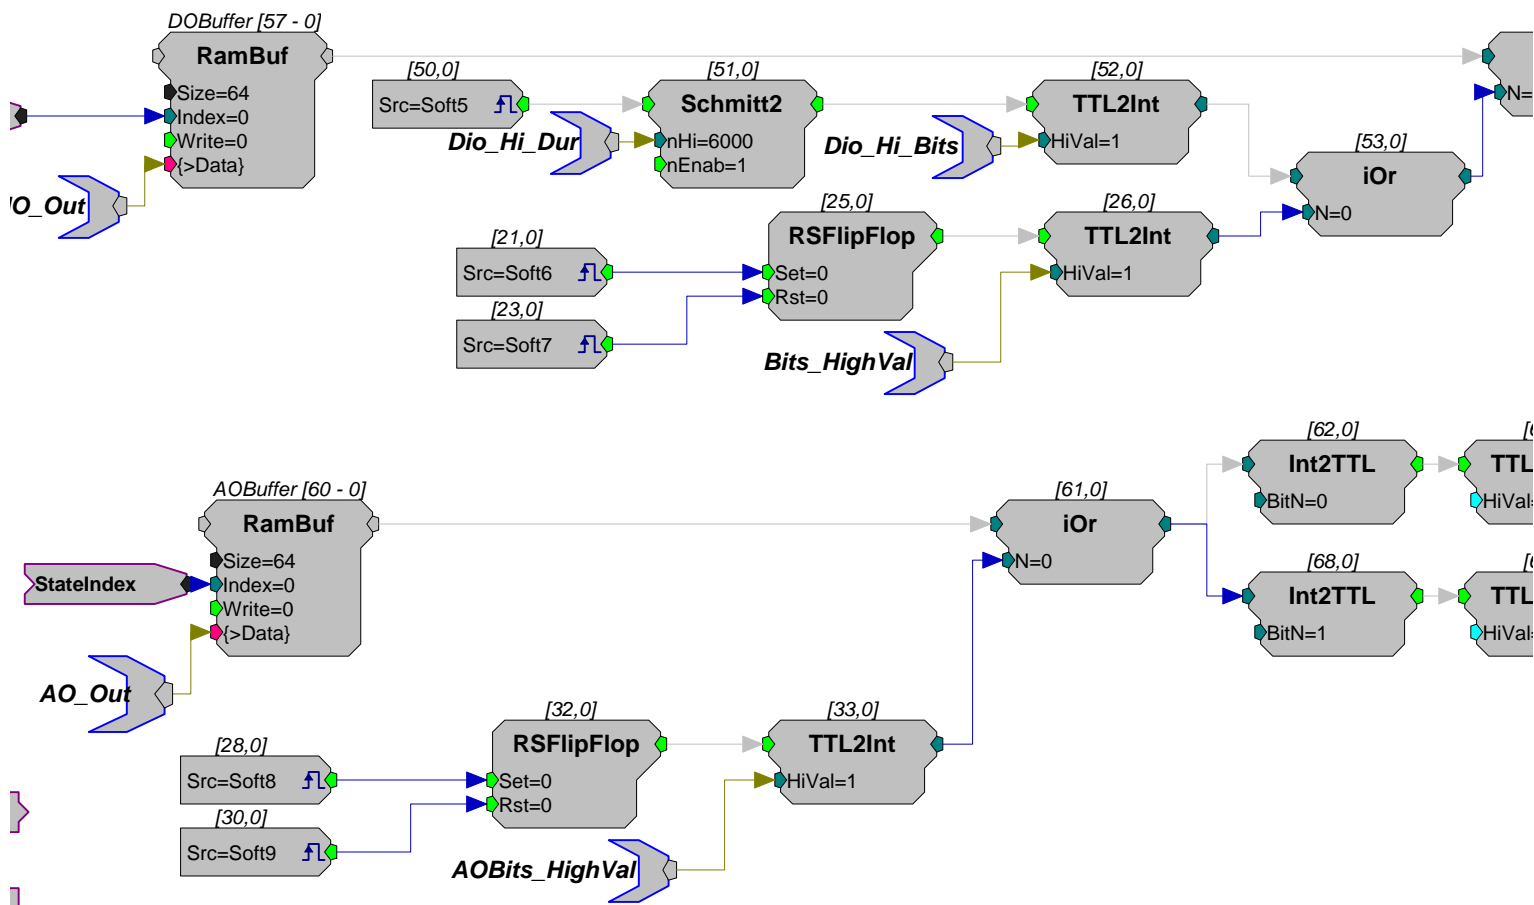 DOBuffer [57 - 0]
RamBuf
Size=64
Index=0
Write=0
{>Data}
IO_Out
[50,0]
Src=Soft5
Dio_Hi_Dur
[51,0]
Schmitt2
nHi=6000
nEnab=1
Dio_Hi_Bits
[52,0]
TTL2Int
HiVal=1
[53,0]
iOr
N=0
N=
[21,0]
Src=Soft6
[23,0]
Src=Soft7
[25,0]
RSFlipFlop
Set=0
Rst=0
Bits_HighVal
[26,0]
TTL2Int
HiVal=1
AOBuffer [60 - 0]
RamBuf
Size=64
Index=0
Write=0
{>Data}
StateIndex
AO_Out
[28,0]
Src=Soft8
[30,0]
Src=Soft9
[32,0]
RSFlipFlop
Set=0
Rst=0
AOBits_HighVal
[33,0]
TTL2Int
HiVal=1
[61,0]
iOr
N=0
[62,0]
Int2TTL
BitN=0
[6
TTL
HiVal=
[68,0]
Int2TTL
BitN=1
[6
TTL
HiVal=